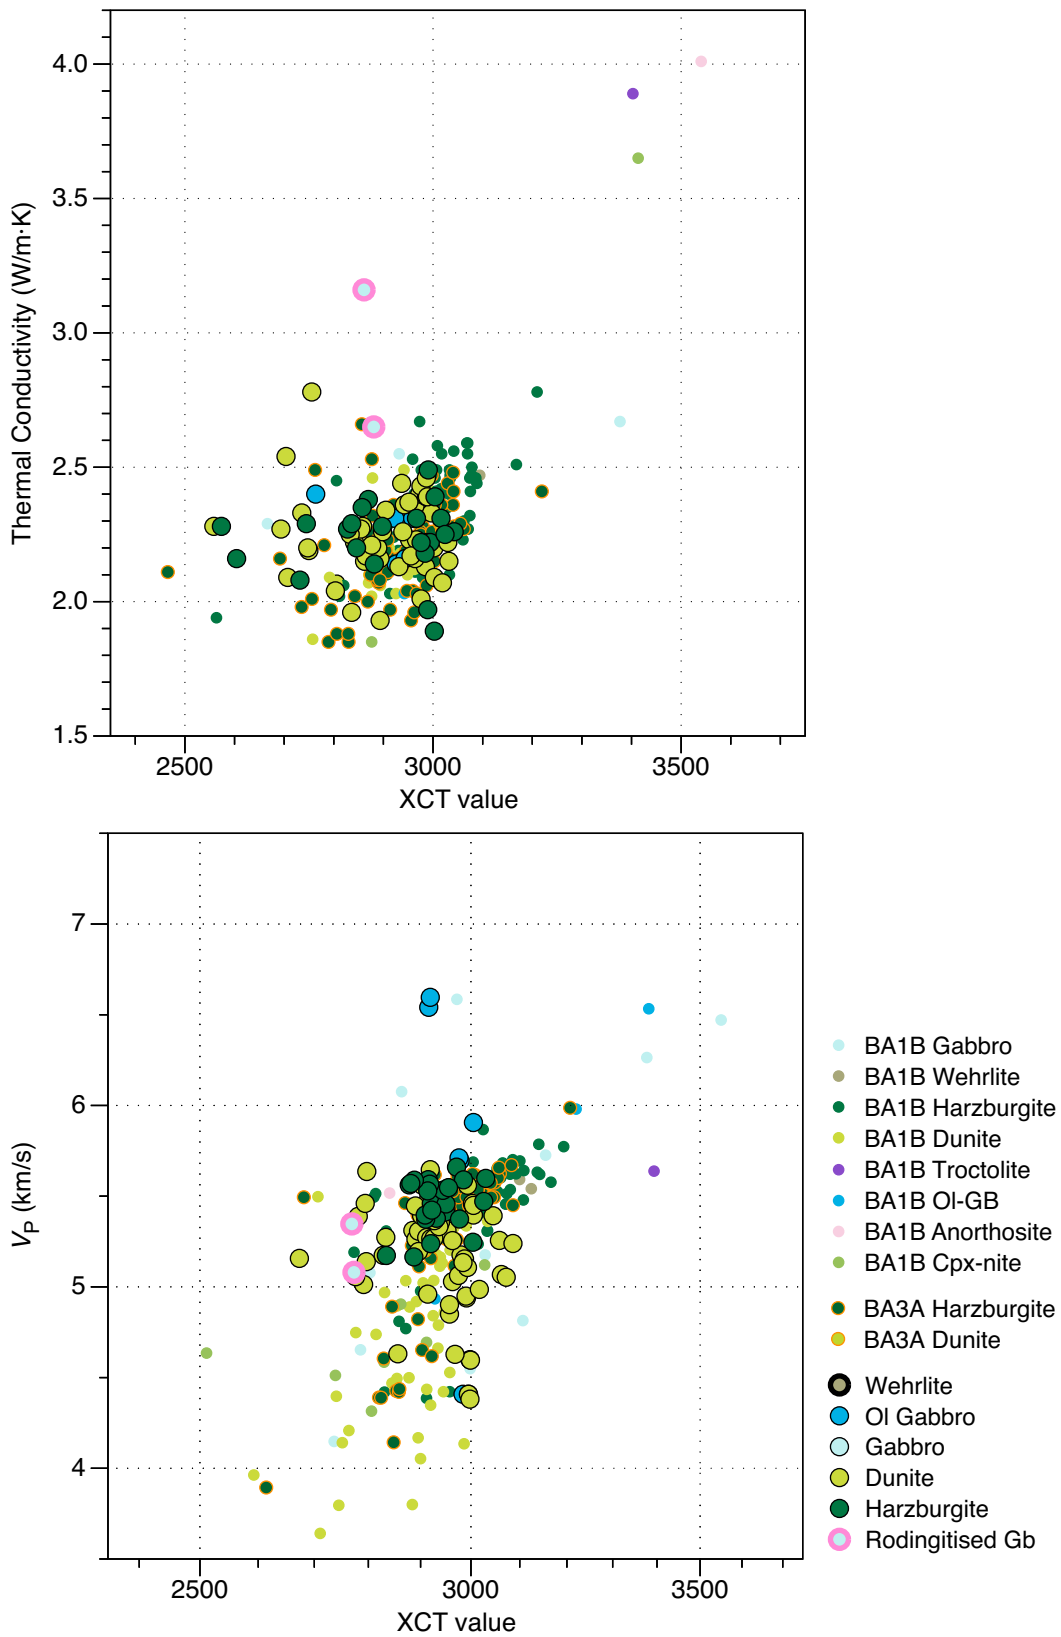 4.0
3.5
3.0
2.5
2.0
1.5
Thermal Conductivity (W/m·K)
2500 3000 3500
XCT value
7
6
5
4
VP (km/s)
2500 3000 3500
XCT value
BA1B Gabbro
BA1B Wehrlite
BA1B Harzburgite
BA1B Dunite
BA1B Troctolite
BA1B Ol-GB
BA1B Anorthosite
BA1B Cpx-nite
BA3A Harzburgite
BA3A Dunite
Wehrlite
Ol Gabbro
Gabbro
Dunite
Harzburgite
Rodingitised Gb